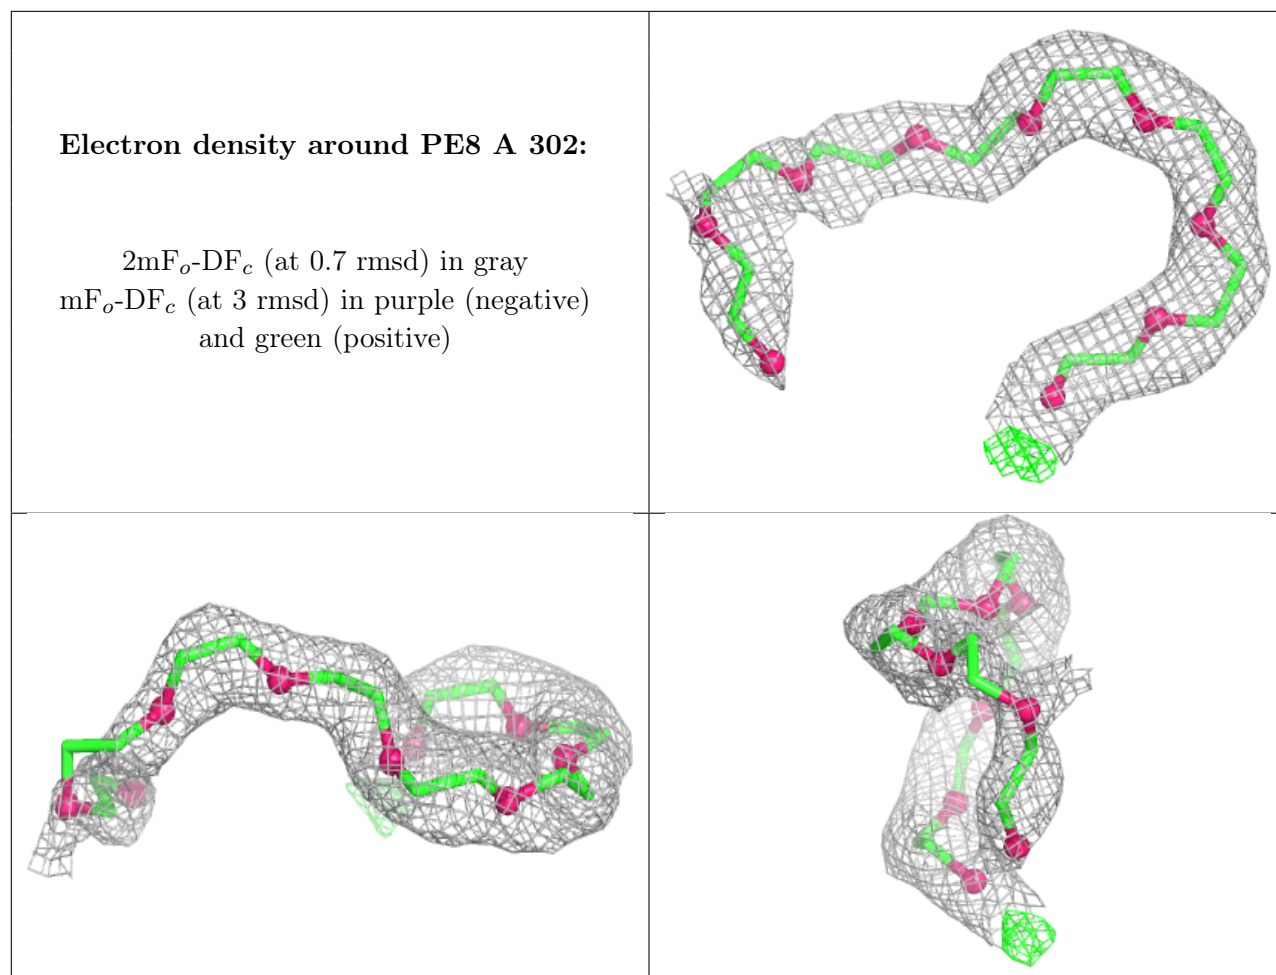 Electron density around PE8 A 302:
2mFo-DFc (at 0.7 rmsd) in gray
mFo-DFc (at 3 rmsd) in purple (negative)
and green (positive)